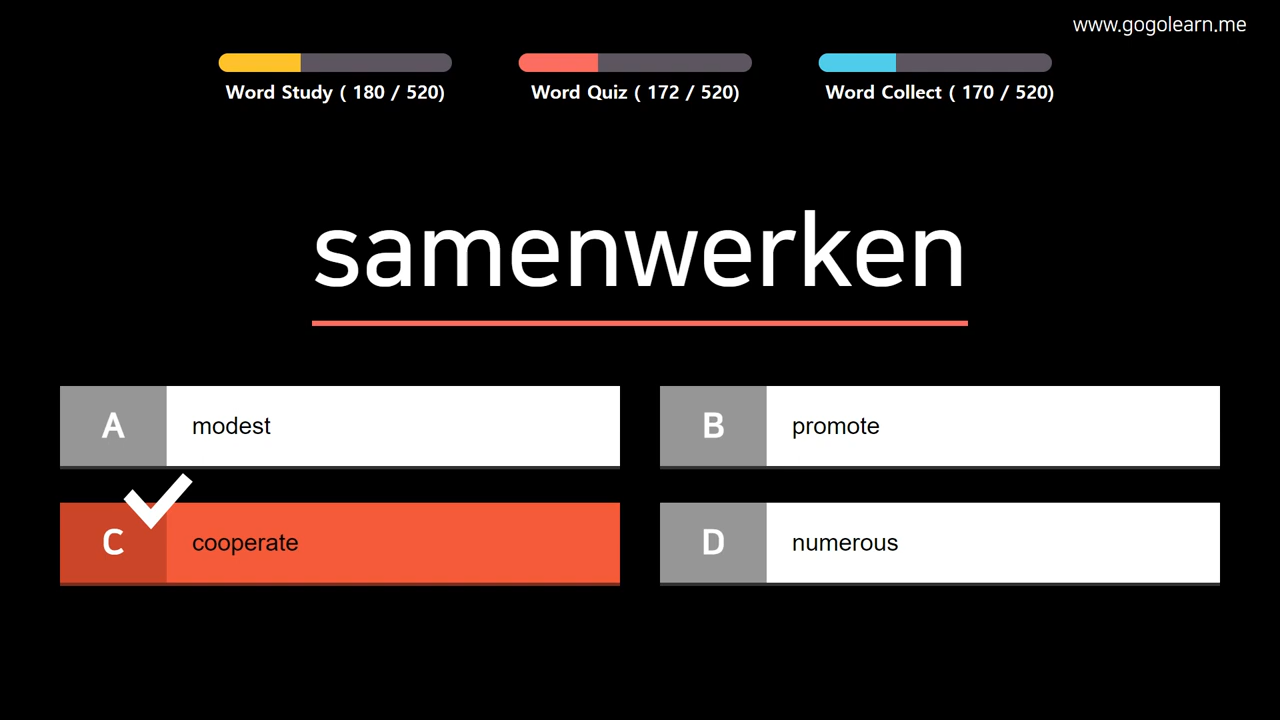 www.gogolearn.me
Word Study ( 180 / 520)
Word Quiz ( 172 / 520)
Word Collect ( 170 / 520)
samenwerken
A modest
B promote
C cooperate
D numerous